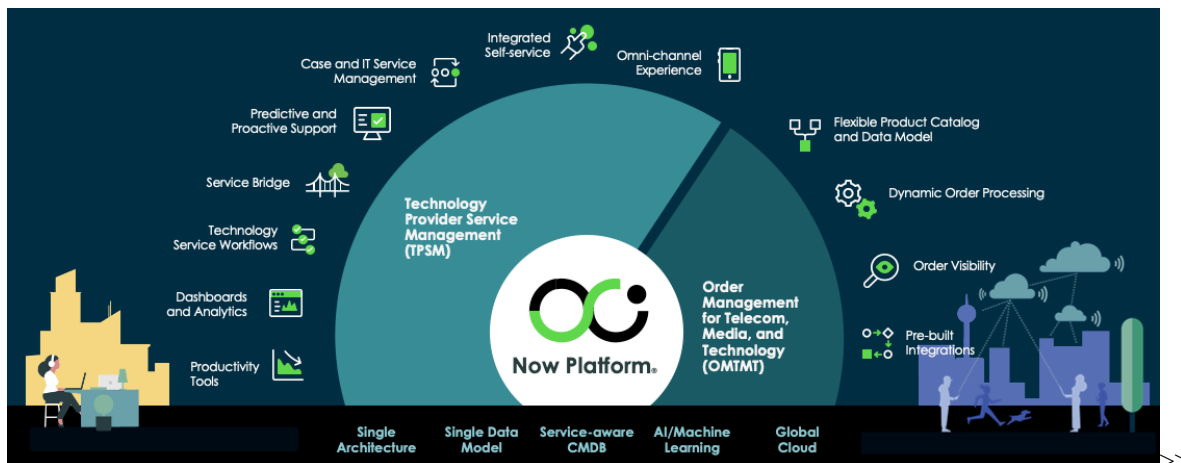 Integrated
Self-service
Omni-channel
Experience
Case and IT Service
Management
Predictive and
Proactive Support
Flexible Product Catalog
and Data Model
Service Bridge
Dynamic Order Processing
Technology
Provider Service
Management
(TPSM)
Technology
Service Workflows
Order Visibility
Dashboards
and Analytics
Order
Management
for Telecom,
Media, and
Technology
(OMTMT)
Pre-built
Integrations
Productivity
Tools
Now Platform®
Single
Architecture
Single Data
Model
Service-aware
CMDB
AI/Machine
Learning
Global
Cloud